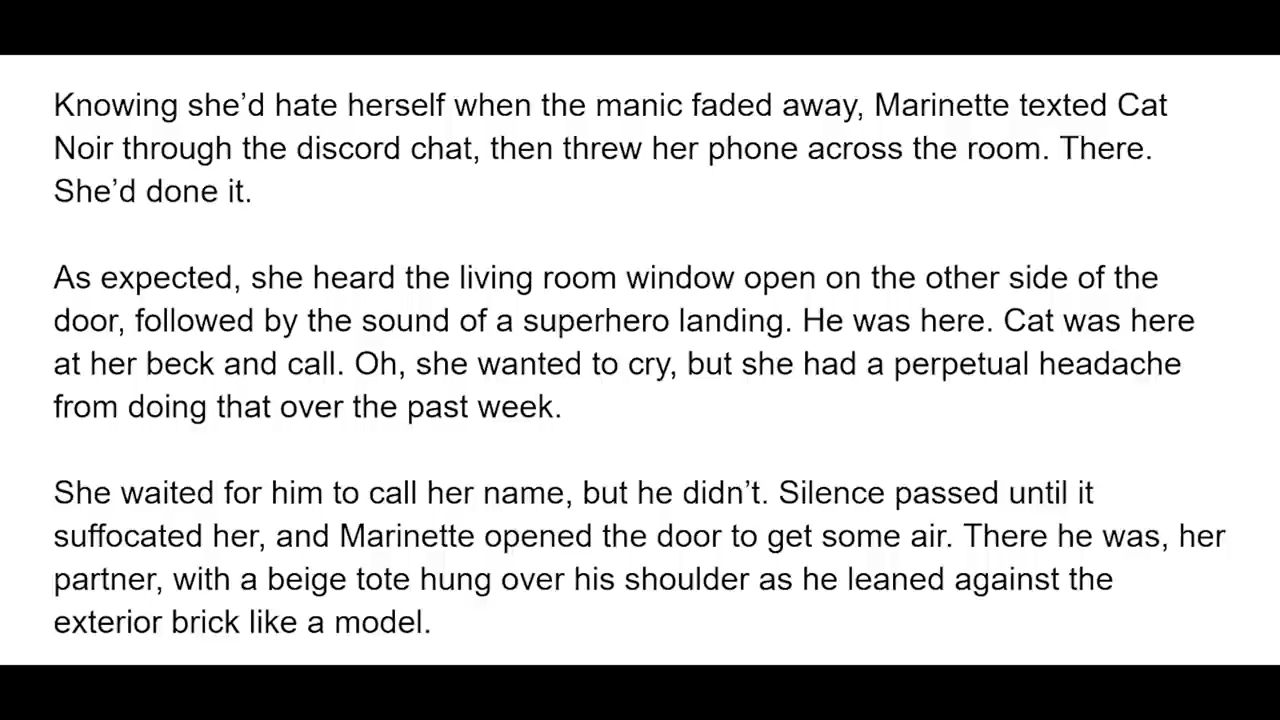 Knowing she’d hate herself when the manic faded away, Marinette texted Cat
Noir through the discord chat, then threw her phone across the room. There.
She’d done it.
As expected, she heard the living room window open on the other side of the
door, followed by the sound of a superhero landing. He was here. Cat was here
at her beck and call. Oh, she wanted to cry, but she had a perpetual headache
from doing that over the past week.
She waited for him to call her name, but he didn’t. Silence passed until it
suffocated her, and Marinette opened the door to get some air. There he was, her
partner, with a beige tote hung over his shoulder as he leaned against the
exterior brick like a model.